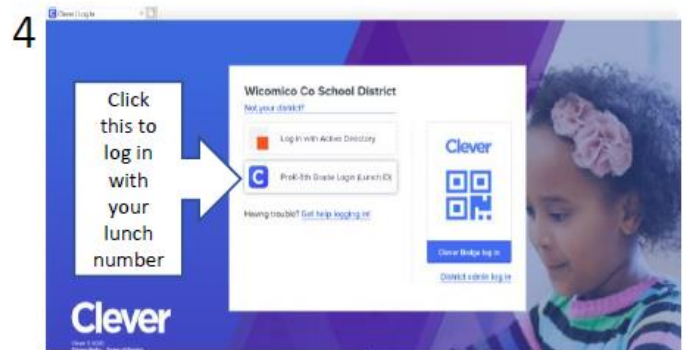 4
Clever | Log in
Click
this to
log in
with
your
lunch
number
Wicomico Co School District
Not your district?
Log in with Active Directory
PreK-5th Grade Login (Lunch ID)
Having trouble? Get help logging in!
Clever
Clever Badge log in
District admin log in
Clever